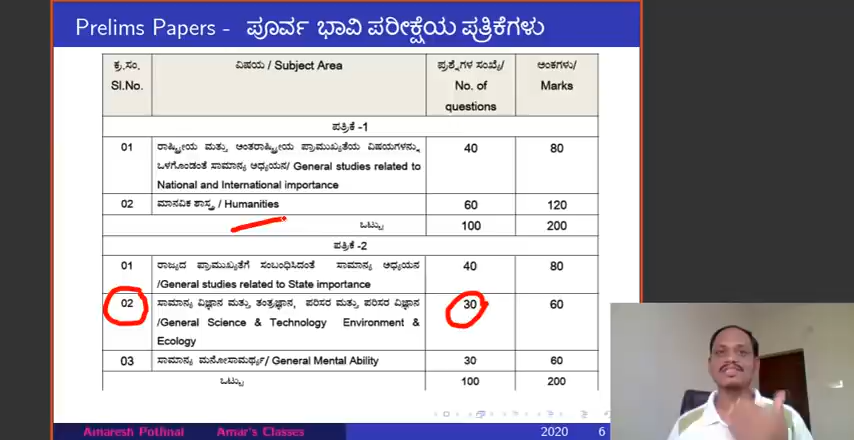 Prelims Papers - ಪೂರ್ವ ಭಾವಿ ಪರೀಕ್ಷೆಯ ಪತ್ರಿಕೆಗಳು
ಕ್ರ.ಸಂ. ವಿಷಯ / Subject Area ಪ್ರಶ್ನೆಗಳ ಸಂಖ್ಯೆ/ ಅಂಕಗಳು/
Sl.No. No. of Marks
questions
ಪತ್ರಿಕೆ -1
01 ರಾಷ್ಟ್ರೀಯ ಮತ್ತು ಅಂತರಾಷ್ಟ್ರೀಯ ಪ್ರಾಮುಖ್ಯತೆಯ ವಿಷಯಗಳನ್ನು 40 80
ಒಳಗೊಂಡಂತೆ ಸಾಮಾನ್ಯ ಅಧ್ಯಯನ/ General studies related to
National and International importance
02 ಮಾನವಿಕ ಶಾಸ್ತ್ರ / Humanities 60 120
ಒಟ್ಟು 100 200
ಪತ್ರಿಕೆ -2
01 ರಾಜ್ಯದ ಪ್ರಾಮುಖ್ಯತೆಗೆ ಸಂಬಂಧಿಸಿದಂತೆ ಸಾಮಾನ್ಯ ಅಧ್ಯಯನ 40 80
/General studies related to State importance
02 ಸಾಮಾನ್ಯ ವಿಜ್ಞಾನ ಮತ್ತು ತಂತ್ರಜ್ಞಾನ, ಪರಿಸರ ಮತ್ತು ಪರಿಸರ ವಿಜ್ಞಾನ 30 60
/General Science & Technology Environment &
Ecology
03 ಸಾಮಾನ್ಯ ಮನೋಸಾಮರ್ಥ್ಯ/ General Mental Ability 30 60
ಒಟ್ಟು 100 200
Amaresh Pothnal Amar's Classes 2020 6